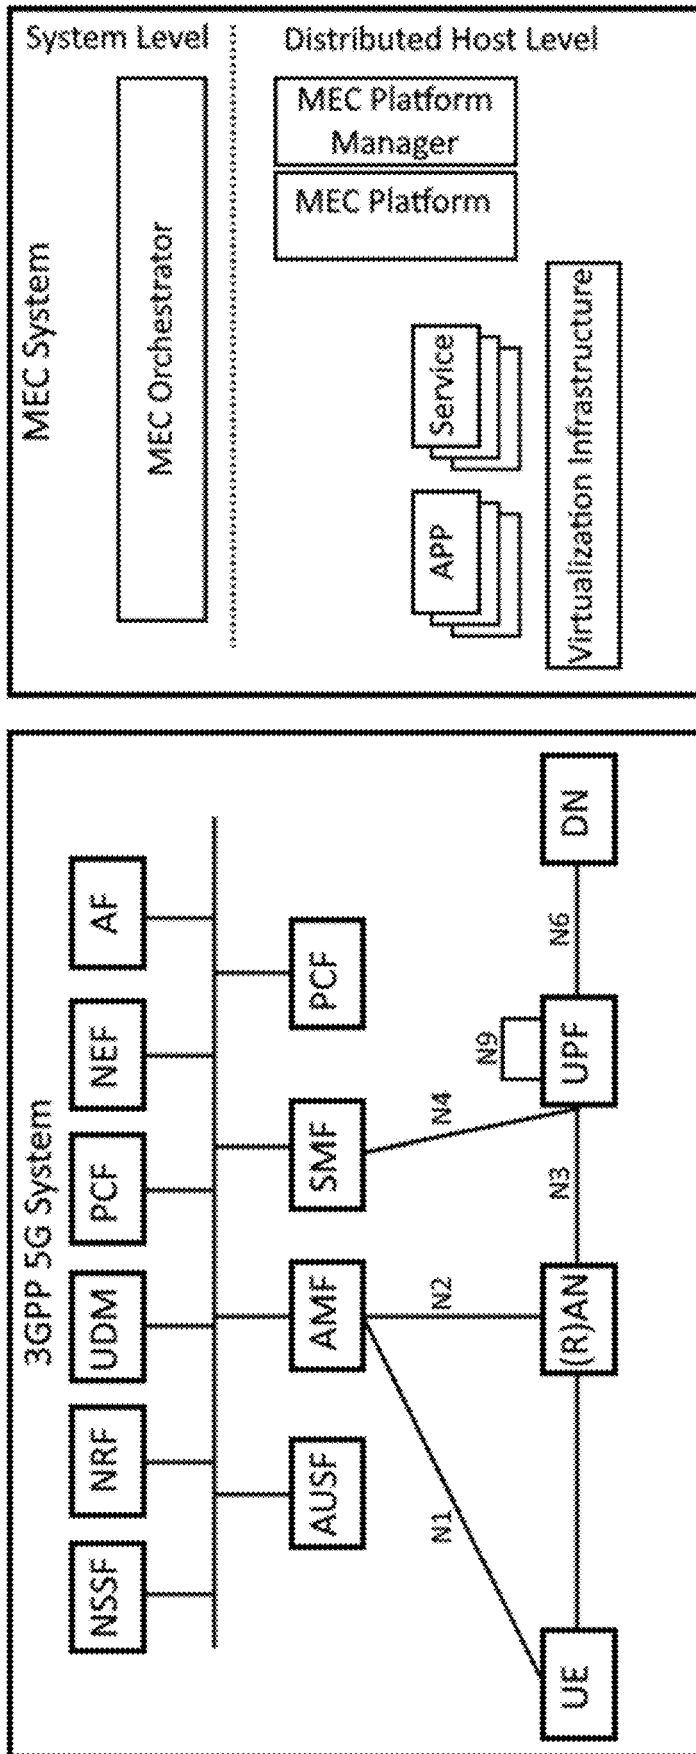 3GPP 5G System
NSSF
NRF
UDM
PCF
NEF
AF
AUSF
AMF
SMF
PCF
N1
N2
N4
N9
UE
(R)AN
N3
UPF
N6
DN
MEC System
System Level
MEC Orchestrator
Distributed Host Level
MEC Platform
Manager
MEC Platform
APP
Service
Virtualization Infrastructure